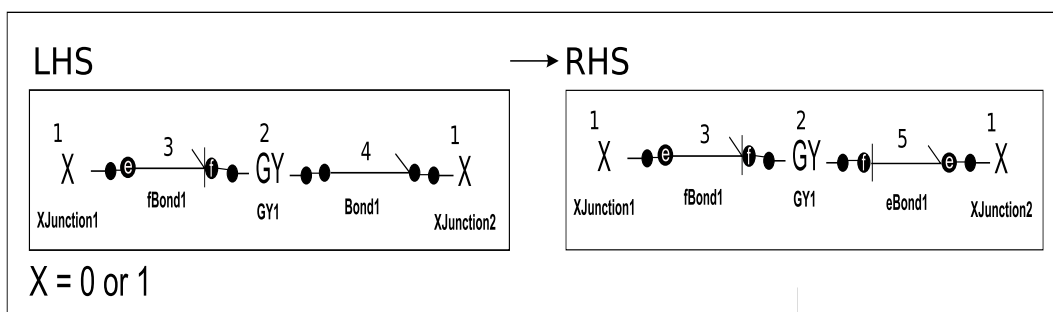 LHS
RHS
1 3 2 4 1
X e f GY X
fBond1 Bond1
XJunction1 GY1 XJunction2
1 3 2 5 1
X e f GY f e X
fBond1 eBond1
XJunction1 GY1 XJunction2
X = 0 or 1